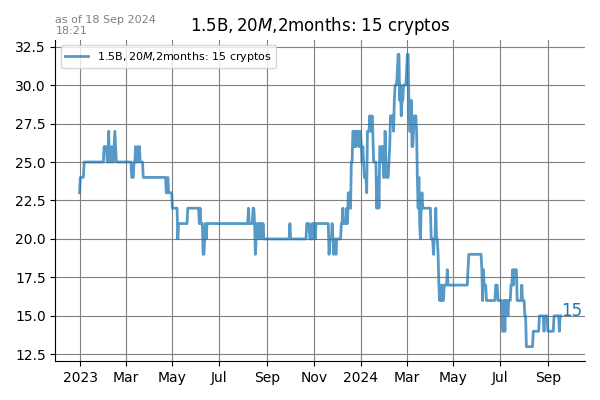 as of 18 Sep 2024
18:21
1.5B, 20M,2months: 15 cryptos
1.5B, 20M,2months: 15 cryptos
32.5
30.0
27.5
25.0
22.5
20.0
17.5
15.0
12.5
15
2023 Mar May Jul Sep Nov 2024 Mar May Jul Sep